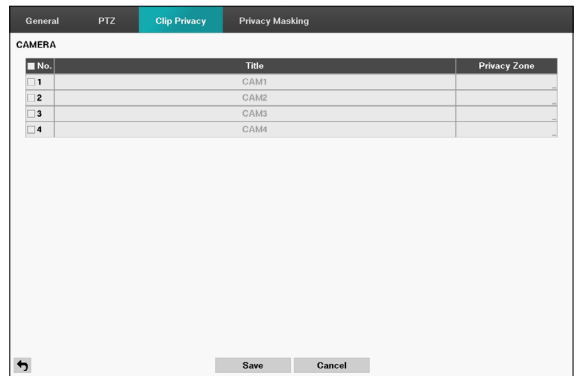 General PTZ Clip Privacy Privacy Masking
CAMERA
No. Title Privacy Zone
1 CAM1 ...
2 CAM2 ...
3 CAM3 ...
4 CAM4 ...
Save Cancel